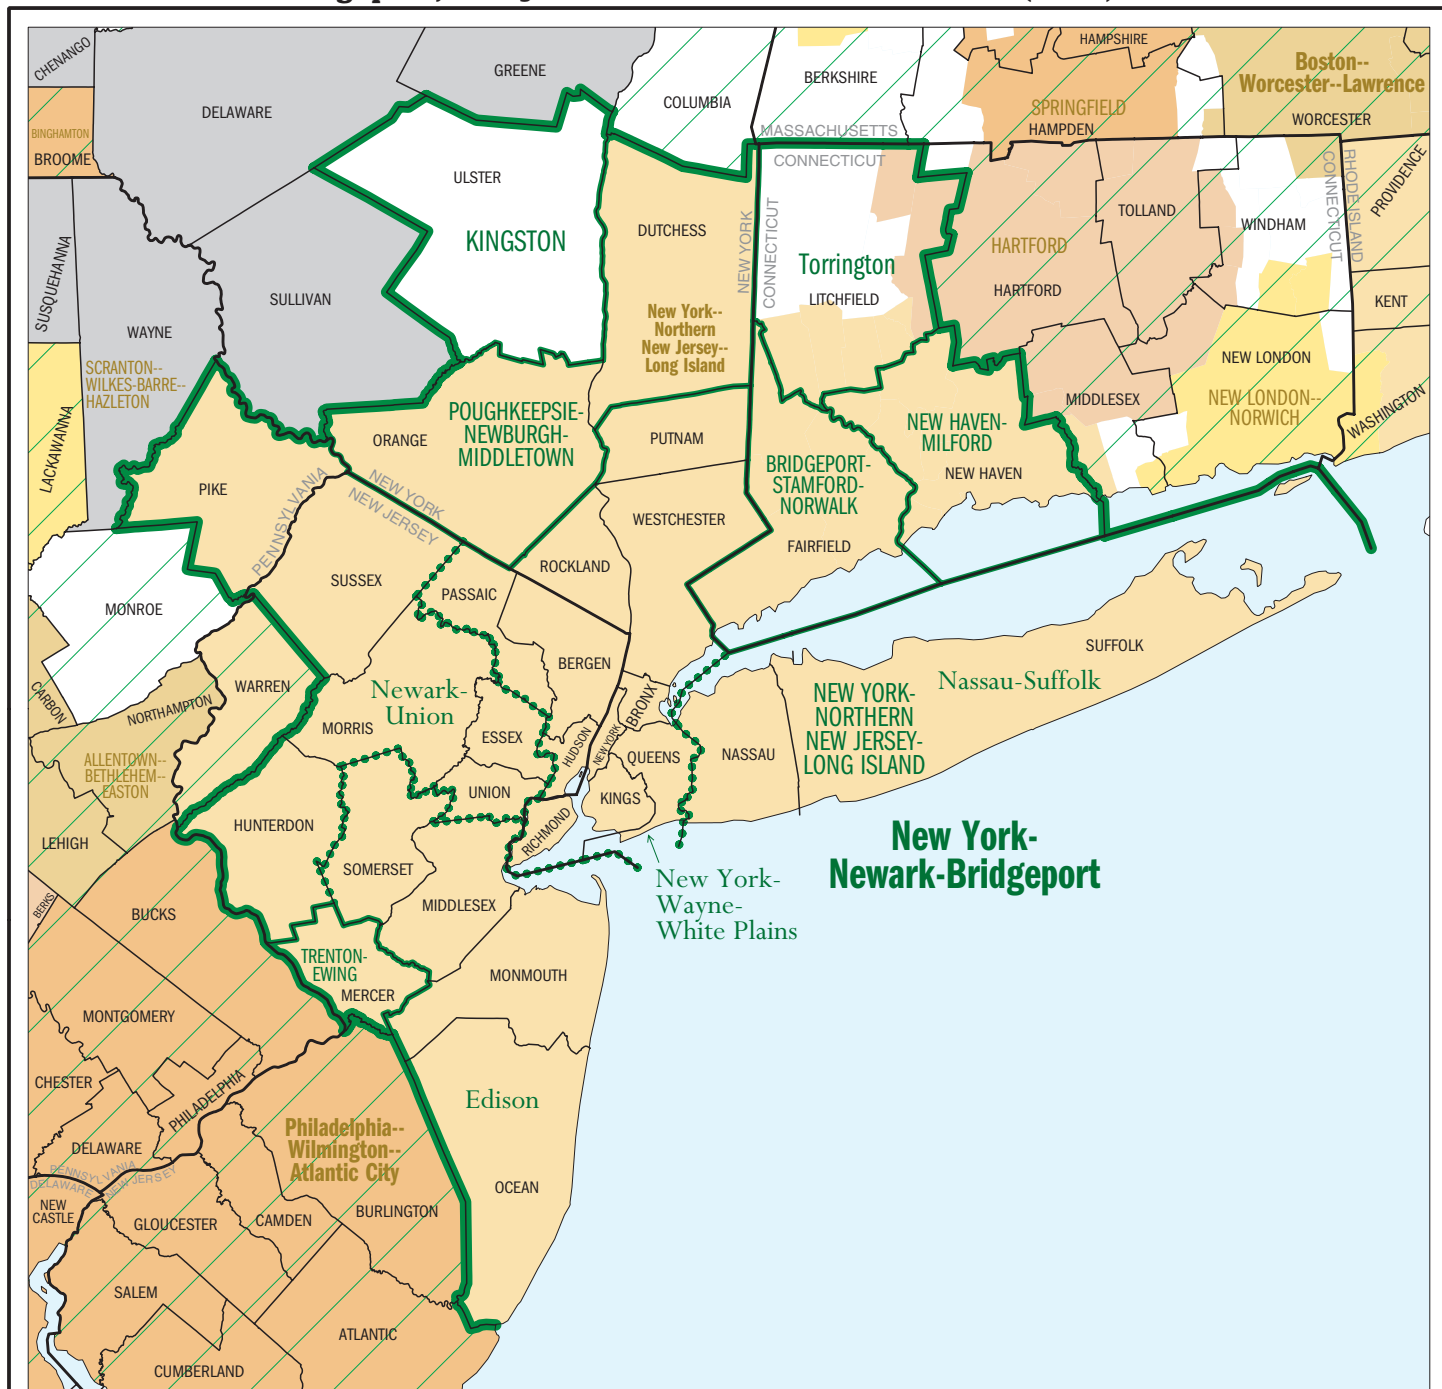 CHENANGO
GREENE
DELAWARE
BINGHAMTON
BROOME
COLUMBIA
BERKSHIRE
HAMPSHIRE
SPRINGFIELD
HAMPDEN
Boston--
Worcester--Lawrence
WORCESTER
MASSACHUSETTS
CONNECTICUT
RHODE ISLAND
CONNECTICUT
PROVIDENCE
ULSTER
KINGSTON
DUTCHESS
NEW YORK
CONNECTICUT
Torrington
LITCHFIELD
HARTFORD
HARTFORD
TOLLAND
WINDHAM
KENT
SUSQUEHANNA
WAYNE
SULLIVAN
New York--
Northern
New Jersey--
Long Island
SCRANTON--
WILKES-BARRE--
HAZLETON
LACKAWANNA
NEW LONDON
NEW LONDON--
NORWICH
MIDDLESEX
WASHINGTON
ORANGE
POUGHKEEPSIE-
NEWBURGH-
MIDDLETOWN
PUTNAM
NEW HAVEN-
MILFORD
NEW HAVEN
BRIDGEPORT-
STAMFORD-
NORWALK
FAIRFIELD
PIKE
PENNSYLVANIA
NEW YORK
NEW JERSEY
WESTCHESTER
ROCKLAND
SUSSEX
PASSAIC
MONROE
BERGEN
SUFFOLK
Nassau-Suffolk
CARBON
NORTHAMPTON
WARREN
Newark-
Union
MORRIS
ESSEX
HUDSON
NEW YORK
BRONX
QUEENS
NASSAU
NEW YORK-
NORTHERN
NEW JERSEY-
LONG ISLAND
ALLENTOWN--
BETHLEHEM--
EASTON
UNION
KINGS
RICHMOND
LEHIGH
HUNTERDON
SOMERSET
New York-
Newark-Bridgeport
New York-
Wayne-
White Plains
BERKS
BUCKS
MIDDLESEX
TRENTON-
EWING
MERCER
MONMOUTH
MONTGOMERY
CHESTER
PHILADELPHIA
Edison
Philadelphia--
Wilmington--
Atlantic City
DELAWARE
PENNSYLVANIA
DELAWARE
NEW JERSEY
NEW
CASTLE
GLOUCESTER
CAMDEN
BURLINGTON
OCEAN
SALEM
ATLANTIC
CUMBERLAND